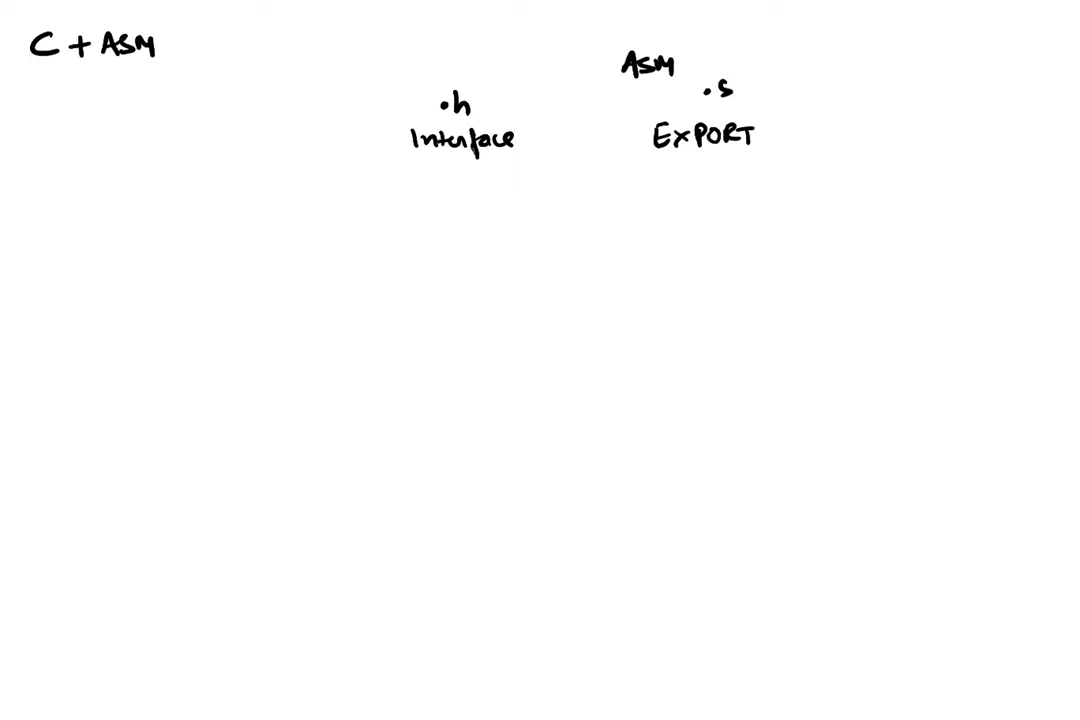 C + ASM
ASM
.s
.h
Interface
EXPORT